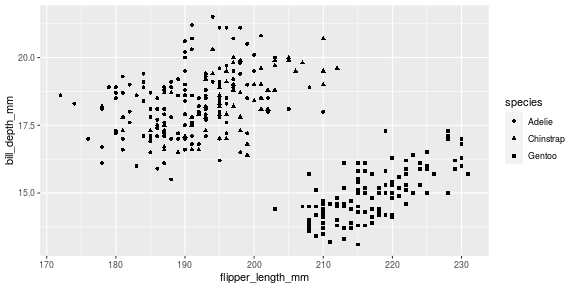 20.0
17.5
15.0
bill_depth_mm
170
180
190
200
210
220
230
flipper_length_mm
species
Adelie
Chinstrap
Gentoo